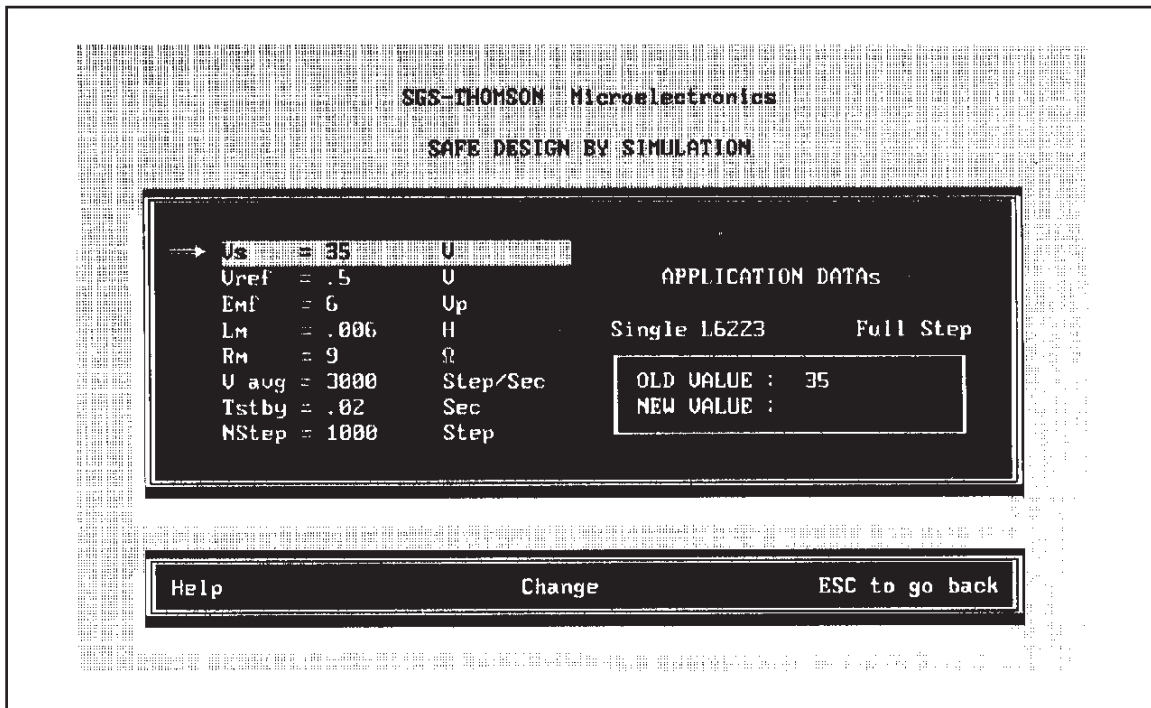 SGS-THOMSON Microelectronics
SAFE DESIGN BY SIMULATION
Vs = 35 V
Vref = .5 V
Emf = 6 Vp
Lm = .006 H
Rm = 9 Ω
V avg = 3000 Step/Sec
Tstby = .02 Sec
NStep = 1000 Step
APPLICATION DATAs
Single L6223 Full Step
OLD VALUE : 35
NEW VALUE :
Help Change ESC to go back